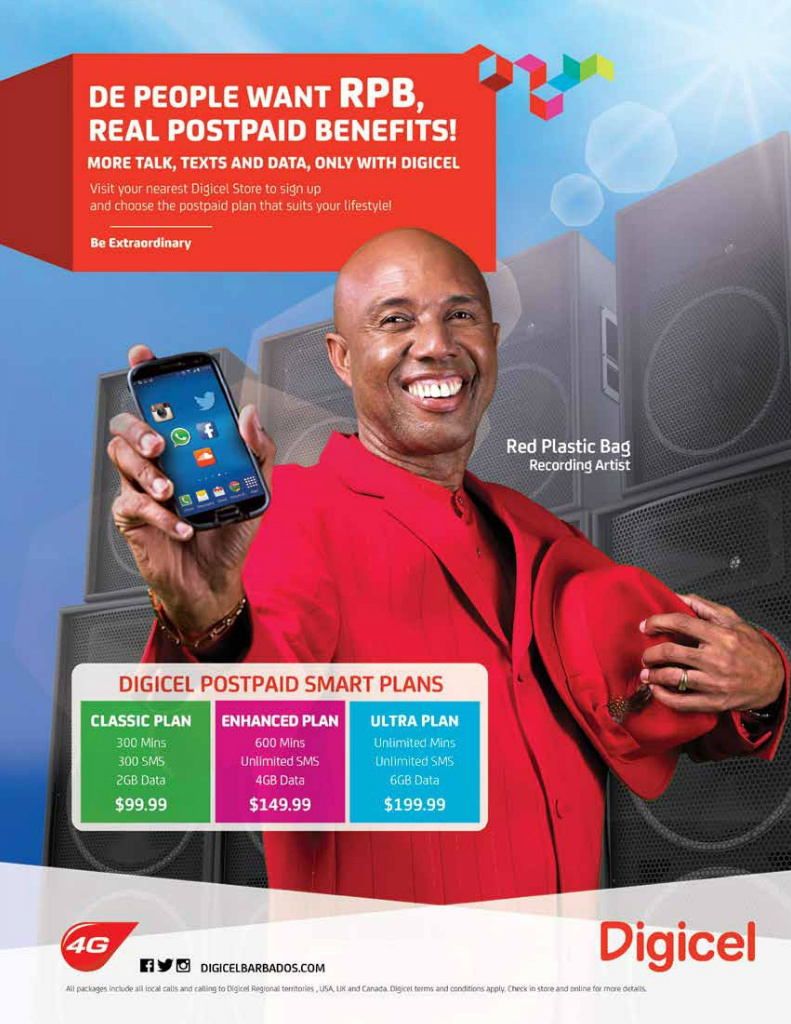 DE PEOPLE WANT RPB,
REAL POSTPAID BENEFITS!
MORE TALK, TEXTS AND DATA, ONLY WITH DIGICEL
Visit your nearest Digicel Store to sign up
and choose the postpaid plan that suits your lifestyle!
Be Extraordinary
Red Plastic Bag
Recording Artist
DIGICEL POSTPAID SMART PLANS
CLASSIC PLAN
300 Mins
300 SMS
2GB Data
$99.99
ENHANCED PLAN
600 Mins
Unlimited SMS
4GB Data
$149.99
ULTRA PLAN
Unlimited Mins
Unlimited SMS
6GB Data
$199.99
4G
DIGICELBARBADOS.COM
Digicel
All packages include all local calls and calling to Digicel Regional territories , USA, UK and Canada. Digicel terms and conditions apply. Check in store and online for more details.